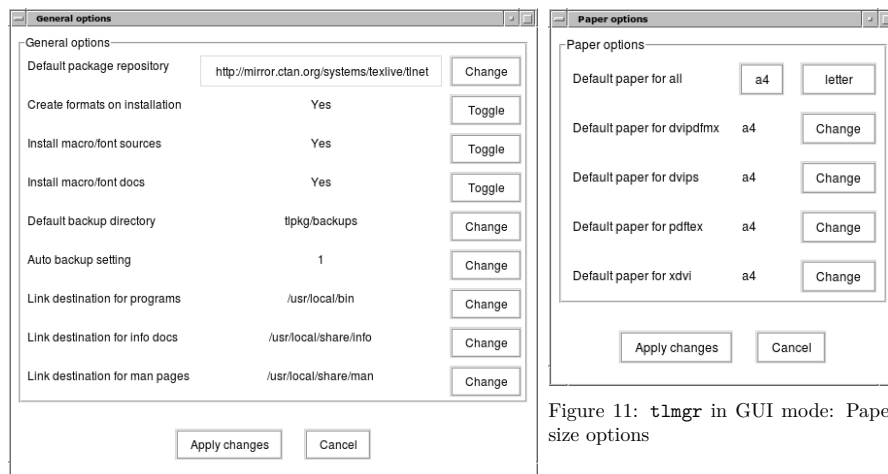 General options
General options
Default package repository http://mirror.ctan.org/systems/texlive/tlnet Change
Create formats on installation Yes Toggle
Install macro/font sources Yes Toggle
Install macro/font docs Yes Toggle
Default backup directory tlpkg/backups Change
Auto backup setting 1 Change
Link destination for programs /usr/local/bin Change
Link destination for info docs /usr/local/share/info Change
Link destination for man pages /usr/local/share/man Change
Apply changes Cancel
Paper options
Paper options
Default paper for all a4 letter
Default paper for dvipdfmx a4 Change
Default paper for dvips a4 Change
Default paper for pdftex a4 Change
Default paper for xdvi a4 Change
Apply changes Cancel
Figure 11: tlmgr in GUI mode: Pape
size options